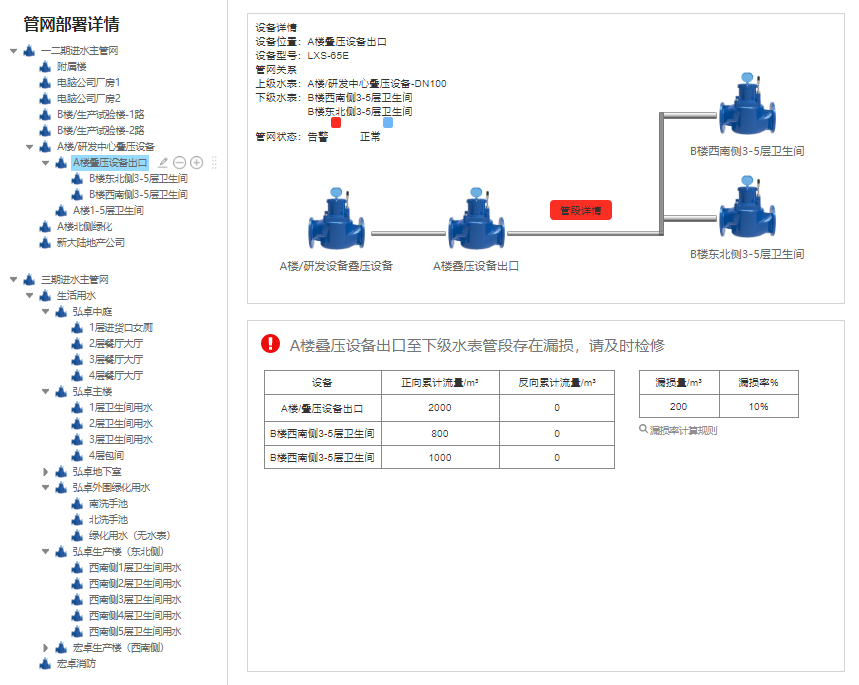 管网部署详情
一二期进水主管网
附属楼
电脑公司厂房1
电脑公司厂房2
B楼/生产试验楼-1路
B楼/生产试验楼-2路
A楼/研发中心叠压设备
A楼叠压设备出口
B楼东北侧3-5层卫生间
B楼西南侧3-5层卫生间
A楼1-5层卫生间
A楼北侧绿化
新大陆地产公司
三期进水主管网
生活用水
弘卓中庭
1层进货口女厕
2层餐厅大厅
3层餐厅大厅
4层餐厅大厅
弘卓主楼
1层卫生间用水
2层卫生间用水
3层卫生间用水
4层包间
弘卓地下室
弘卓外围绿化用水
南洗手池
北洗手池
绿化用水（无水表）
弘卓生产楼（东北侧）
西南侧1层卫生间用水
西南侧2层卫生间用水
西南侧3层卫生间用水
西南侧4层卫生间用水
西南侧5层卫生间用水
宏卓生产楼（西南侧）
宏卓消防
设备详情
设备位置：A楼叠压设备出口
设备型号：LXS-65E
管网关系
上级水表：A楼/研发中心叠压设备-DN100
下级水表：B楼西南侧3-5层卫生间
B楼东北侧3-5层卫生间
管网状态：告警 正常
B楼西南侧3-5层卫生间
管段详情
B楼东北侧3-5层卫生间
A楼/研发设备叠压设备 A楼叠压设备出口
A楼叠压设备出口至下级水表管段存在漏损，请及时检修
设备 正向累计流量/m³ 反向累计流量/m³
A楼/叠压设备出口 2000 0
B楼西南侧3-5层卫生间 800 0
B楼西南侧3-5层卫生间 1000 0
漏损量/m³ 漏损率%
200 10%
漏损率计算规则